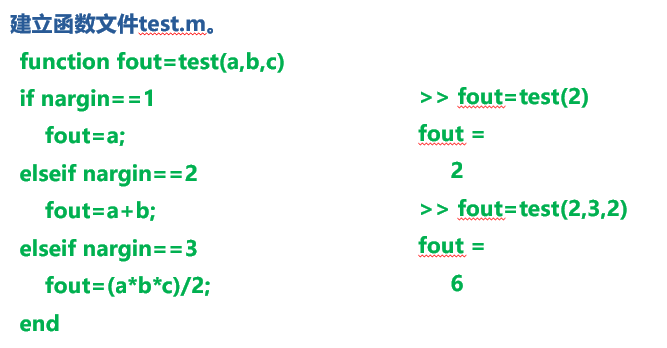 建立函数文件test.m。
function fout=test(a,b,c)
if nargin==1
fout=a;
elseif nargin==2
fout=a+b;
elseif nargin==3
fout=(a*b*c)/2;
end
>> fout=test(2)
fout =
2
>> fout=test(2,3,2)
fout =
6